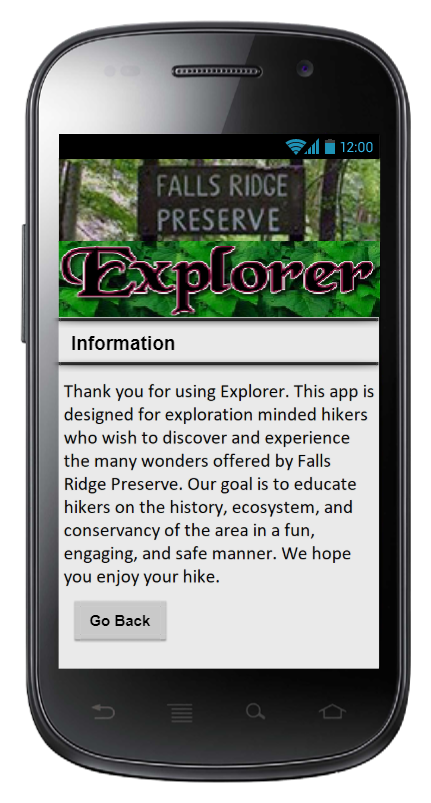 12:00
FALLS RIDGE
PRESERVE
Explorer
Information
Thank you for using Explorer. This app is
designed for exploration minded hikers
who wish to discover and experience
the many wonders offered by Falls
Ridge Preserve. Our goal is to educate
hikers on the history, ecosystem, and
conservancy of the area in a fun,
engaging, and safe manner. We hope
you enjoy your hike.
Go Back